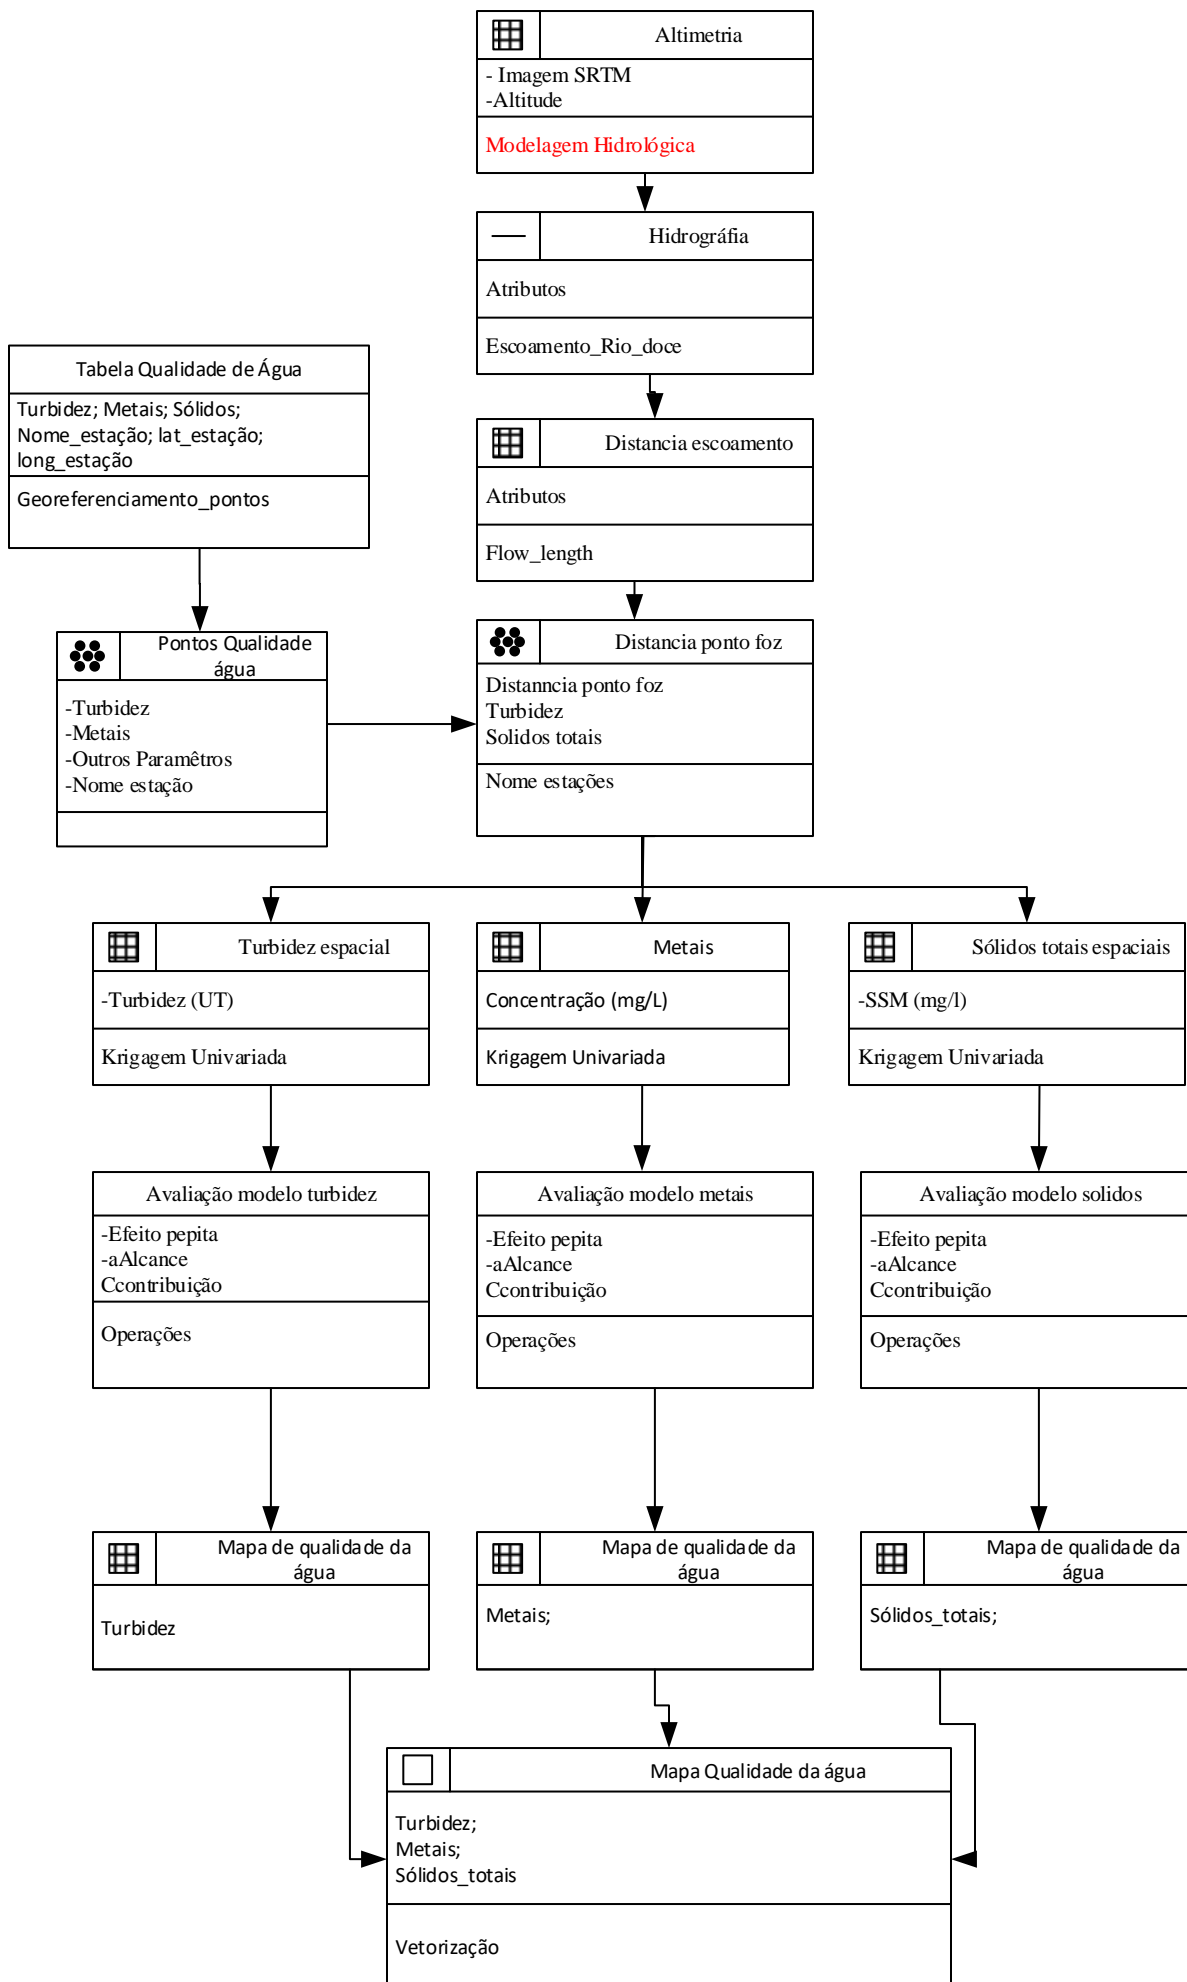 Altimetria
- Imagem SRTM
-Altitude
Modelagem Hidrológica
Hidrográfia
Atributos
Escoamento_Rio_doce
Tabela Qualidade de Água
Turbidez; Metais; Sólidos;
Nome_estação; lat_estação;
long_estação
Georeferenciamento_pontos
Distancia escoamento
Atributos
Flow_length
Pontos Qualidade
água
-Turbidez
-Metais
-Outros Paramêtros
-Nome estação
Distancia ponto foz
Distanncia ponto foz
Turbidez
Solidos totais
Nome estações
Turbidez espacial
-Turbidez (UT)
Krigagem Univariada
Metais
Concentração (mg/L)
Krigagem Univariada
Sólidos totais espaciais
-SSM (mg/l)
Krigagem Univariada
Avaliação modelo turbidez
-Efeito pepita
-aAlcance
Ccontribuição
Operações
Avaliação modelo metais
-Efeito pepita
-aAlcance
Ccontribuição
Operações
Avaliação modelo solidos
-Efeito pepita
-aAlcance
Ccontribuição
Operações
Mapa de qualidade da
água
Turbidez
Mapa de qualidade da
água
Metais;
Mapa de qualidade da
água
Sólidos_totais;
Mapa Qualidade da água
Turbidez;
Metais;
Sólidos_totais
Vetorização